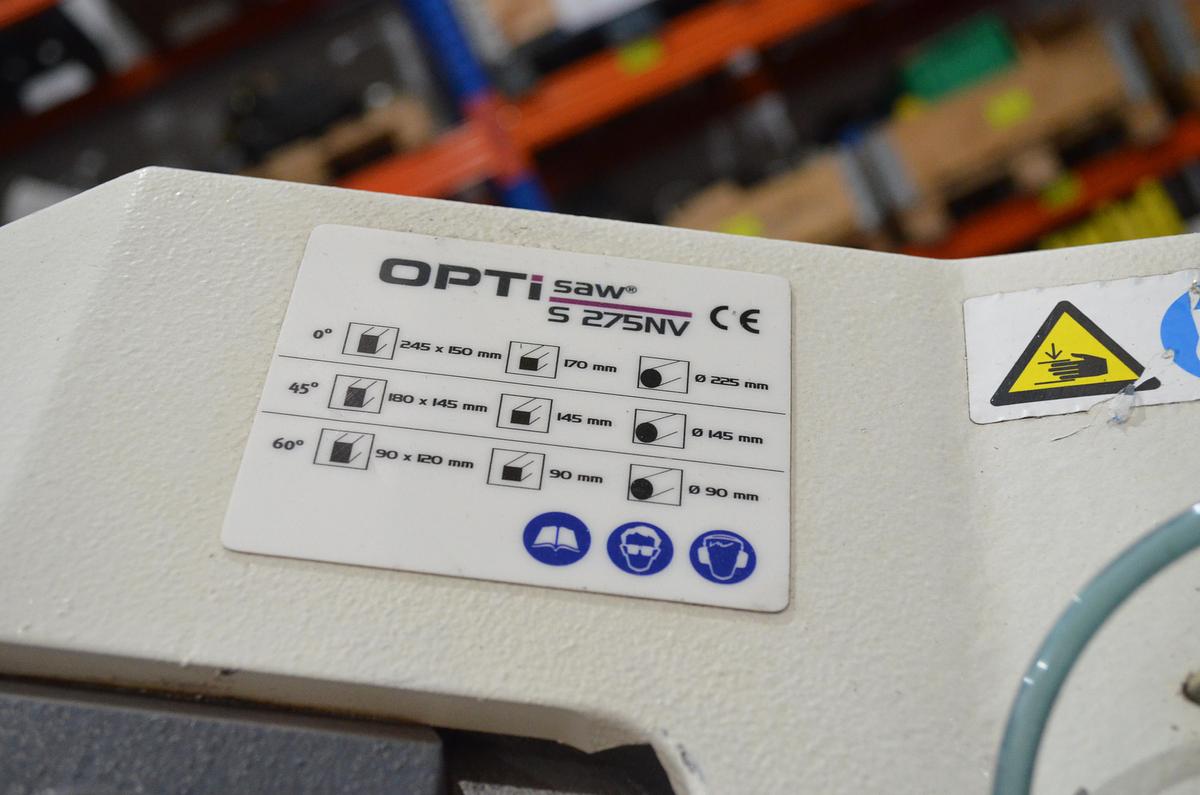 OPTi saw®
S 275NV CE
0° 245 x 150 mm 170 mm Ø 225 mm
45° 180 x 145 mm 145 mm Ø 145 mm
60° 90 x 120 mm 90 mm Ø 90 mm